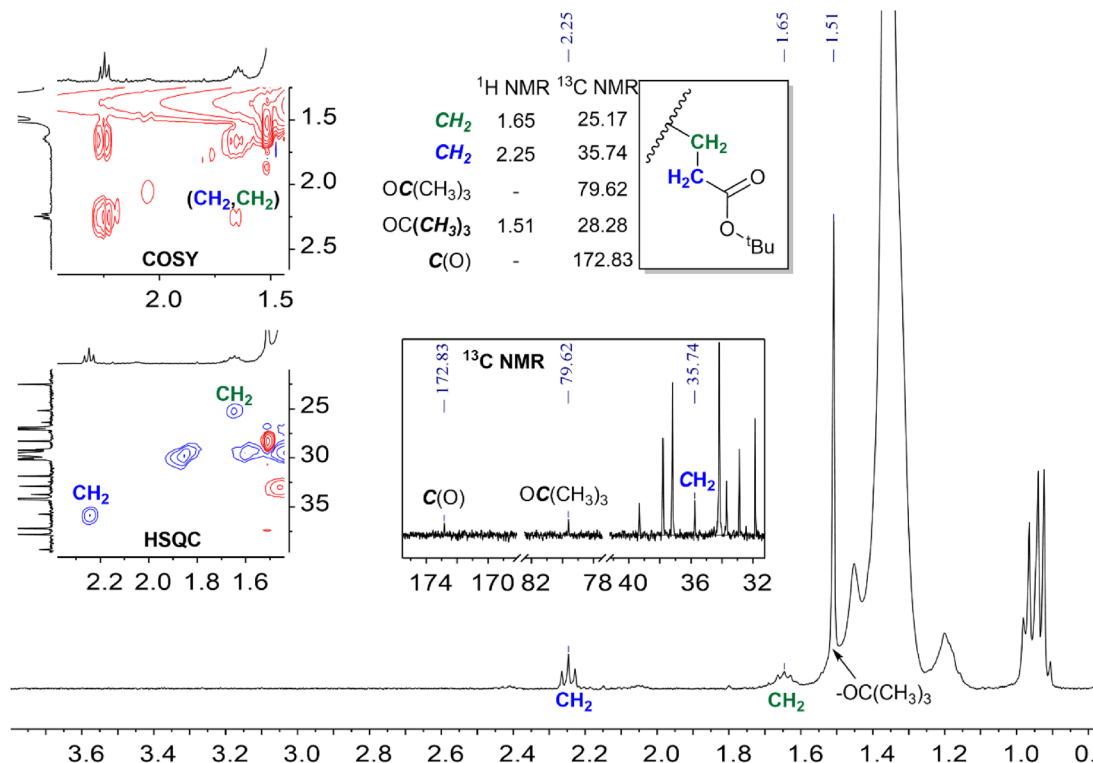 2.25
1.65
1.51
¹H NMR ¹³C NMR
CH₂ 1.65 25.17
CH₂ 2.25 35.74
OC(CH₃)₃ - 79.62
OC(CH₃)₃ 1.51 28.28
C(O) - 172.83
CH₂
H₂C
O
O
ᵗBu
1.5
2.0
2.5
(CH₂,CH₂)
COSY
2.0 1.5
CH₂
CH₂
25
30
35
HSQC
2.2 2.0 1.8 1.6
¹³C NMR
172.83
79.62
35.74
C(O)
OC(CH₃)₃
CH₂
174 170 82 78 40 36 32
CH₂
CH₂
-OC(CH₃)₃
3.6 3.4 3.2 3.0 2.8 2.6 2.4 2.2 2.0 1.8 1.6 1.4 1.2 1.0